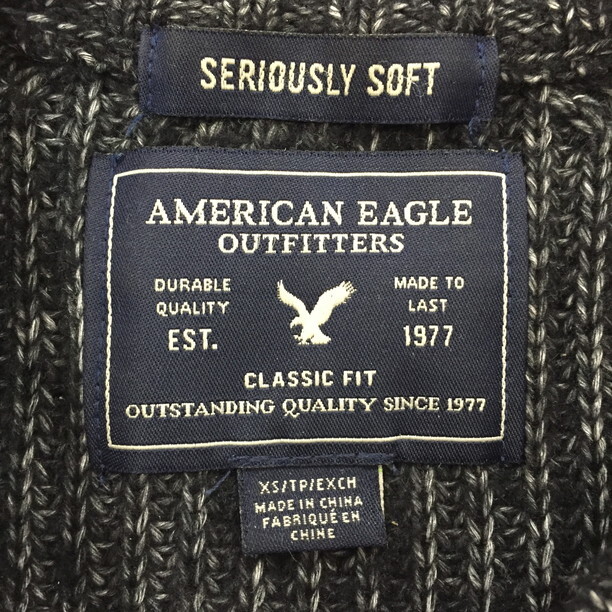 SERIOUSLY SOFT
AMERICAN EAGLE
OUTFITTERS
DURABLE
QUALITY
EST.
MADE TO
LAST
1977
CLASSIC FIT
OUTSTANDING QUALITY SINCE 1977
XS/TP/EXCH
MADE IN CHINA
FABRIQUÉ EN
CHINE